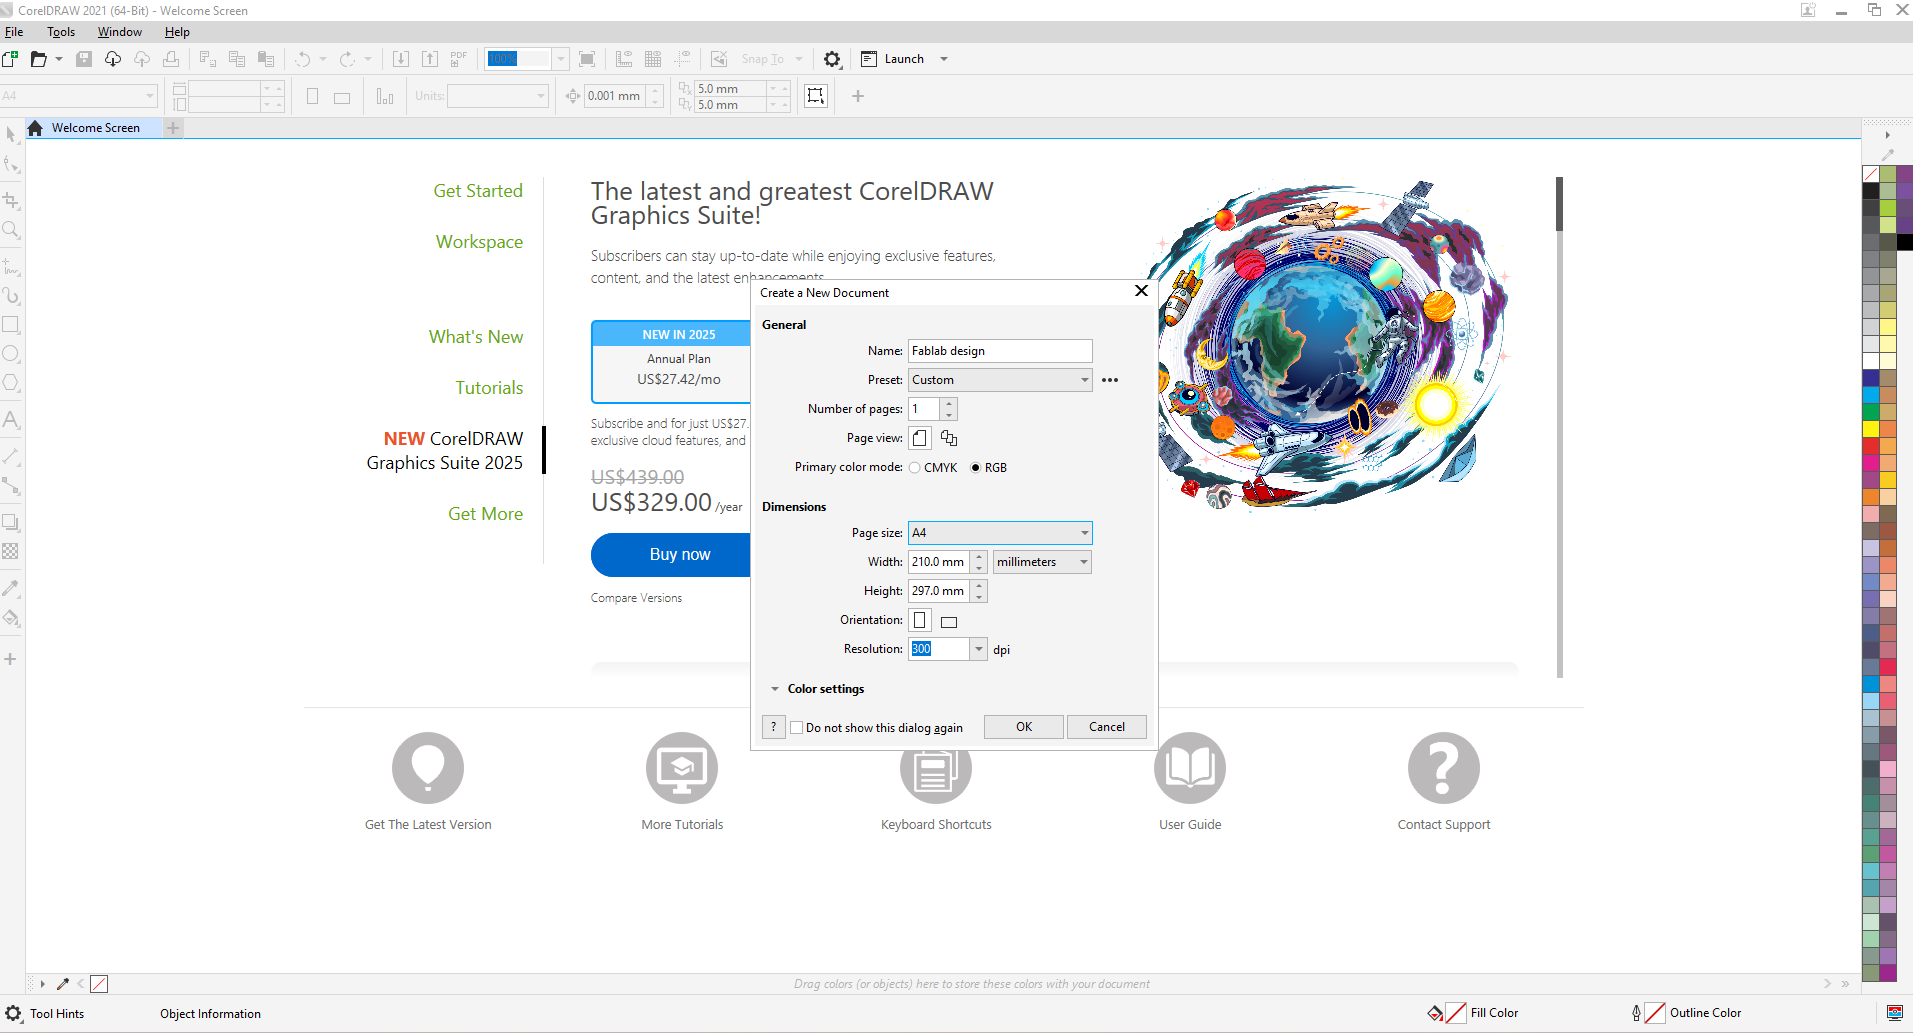 CorelDRAW 2021 (64-Bit) - Welcome Screen
File Tools Window Help
PDF
100%
Snap To
Launch
A4
Units:
0.001 mm
5.0 mm
5.0 mm
Welcome Screen
Get Started
Workspace
What's New
Tutorials
NEW CorelDRAW
Graphics Suite 2025
Get More
The latest and greatest CorelDRAW
Graphics Suite!
Subscribers can stay up-to-date while enjoying exclusive features,
content, and the latest enhancements
NEW IN 2025
Annual Plan
US$27.42/mo
Subscribe and for just US$27.
exclusive cloud features, and
US$439.00
US$329.00 /year
Buy now
Compare Versions
Create a New Document
General
Name: Fablab design
Preset: Custom
Number of pages: 1
Page view:
Primary color mode: CMYK RGB
Dimensions
Page size: A4
Width: 210.0 mm millimeters
Height: 297.0 mm
Orientation:
Resolution: 300 dpi
Color settings
? Do not show this dialog again OK Cancel
Get The Latest Version
More Tutorials
Keyboard Shortcuts
User Guide
Contact Support
Drag colors (or objects) here to store these colors with your document
Tool Hints Object Information Fill Color Outline Color